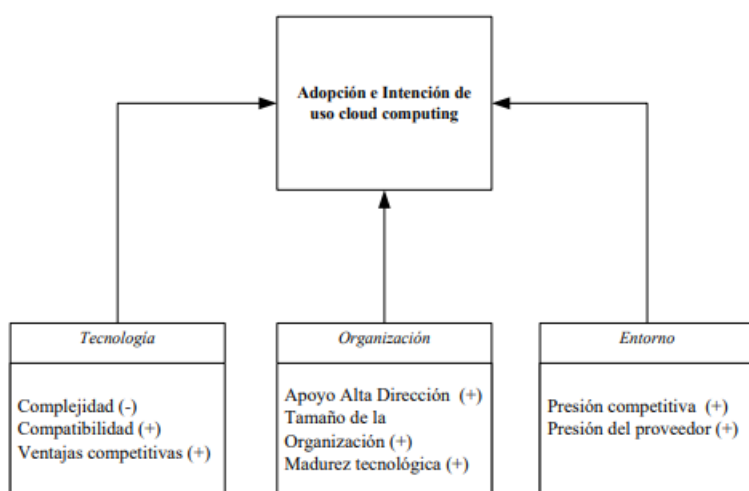 Adopción e Intención de
uso cloud computing
Tecnología
Complejidad (-)
Compatibilidad (+)
Ventajas competitivas (+)
Organización
Apoyo Alta Dirección (+)
Tamaño de la
Organización (+)
Madurez tecnológica (+)
Entorno
Presión competitiva (+)
Presión del proveedor (+)